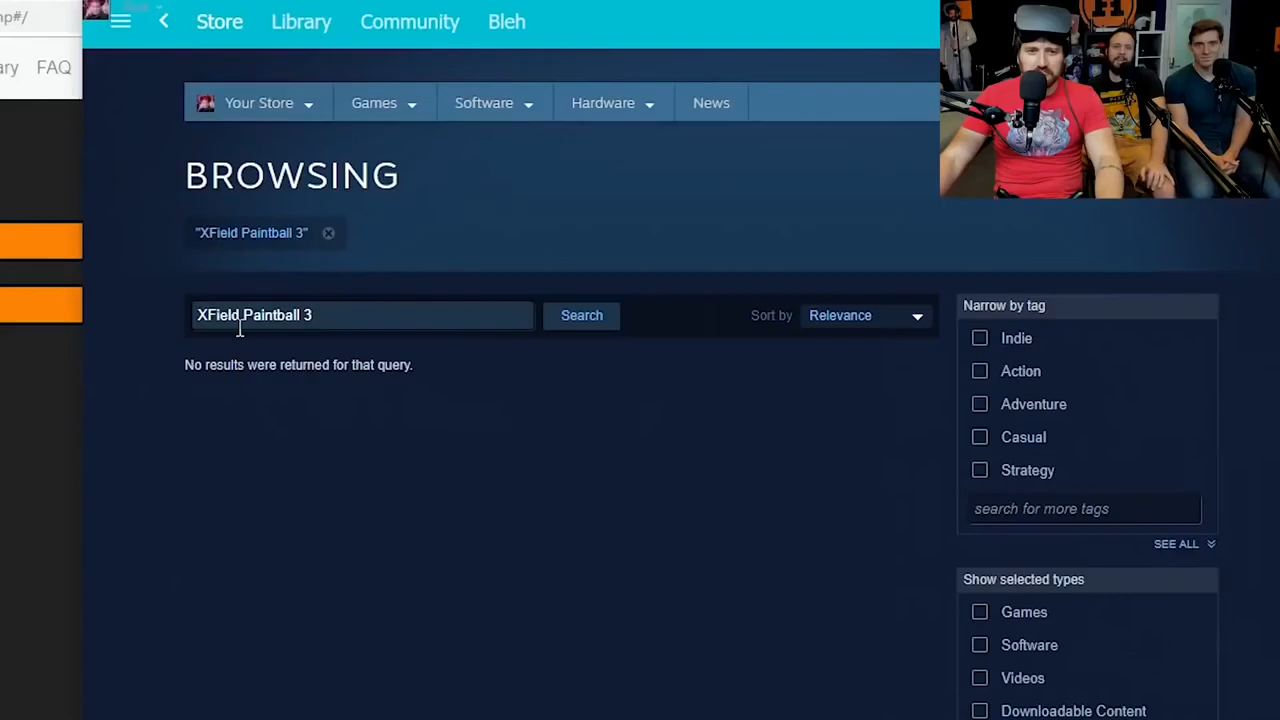 np#/
ary FAQ
Store Library Community Bleh
Your Store Games Software Hardware News
BROWSING
"XField Paintball 3"
XField Paintball 3 Search Sort by Relevance
No results were returned for that query.
Narrow by tag
Indie
Action
Adventure
Casual
Strategy
search for more tags
SEE ALL
Show selected types
Games
Software
Videos
Downloadable Content